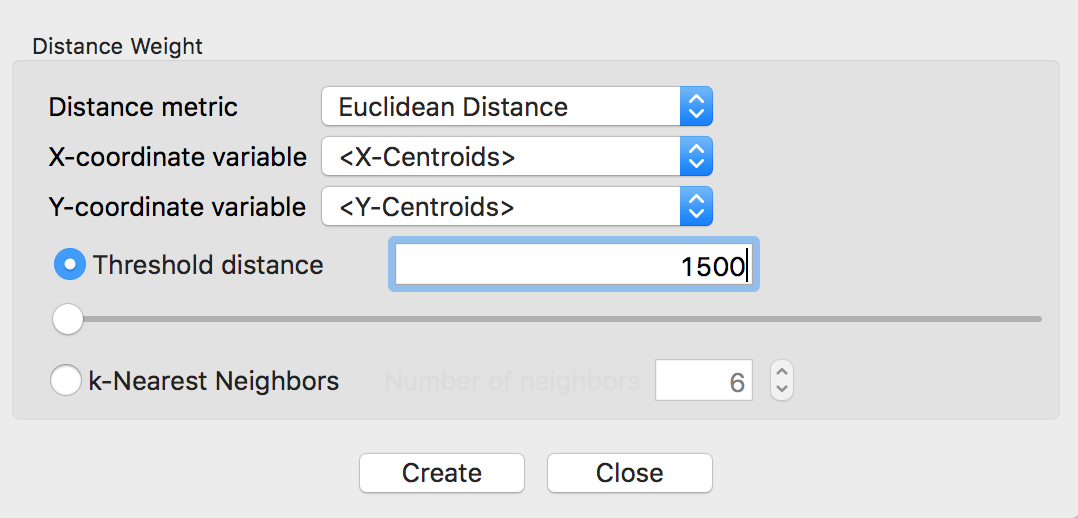 Distance Weight
Distance metric Euclidean Distance
X-coordinate variable <X-Centroids>
Y-coordinate variable <Y-Centroids>
Threshold distance 1500
k-Nearest Neighbors Number of neighbors 6
Create Close